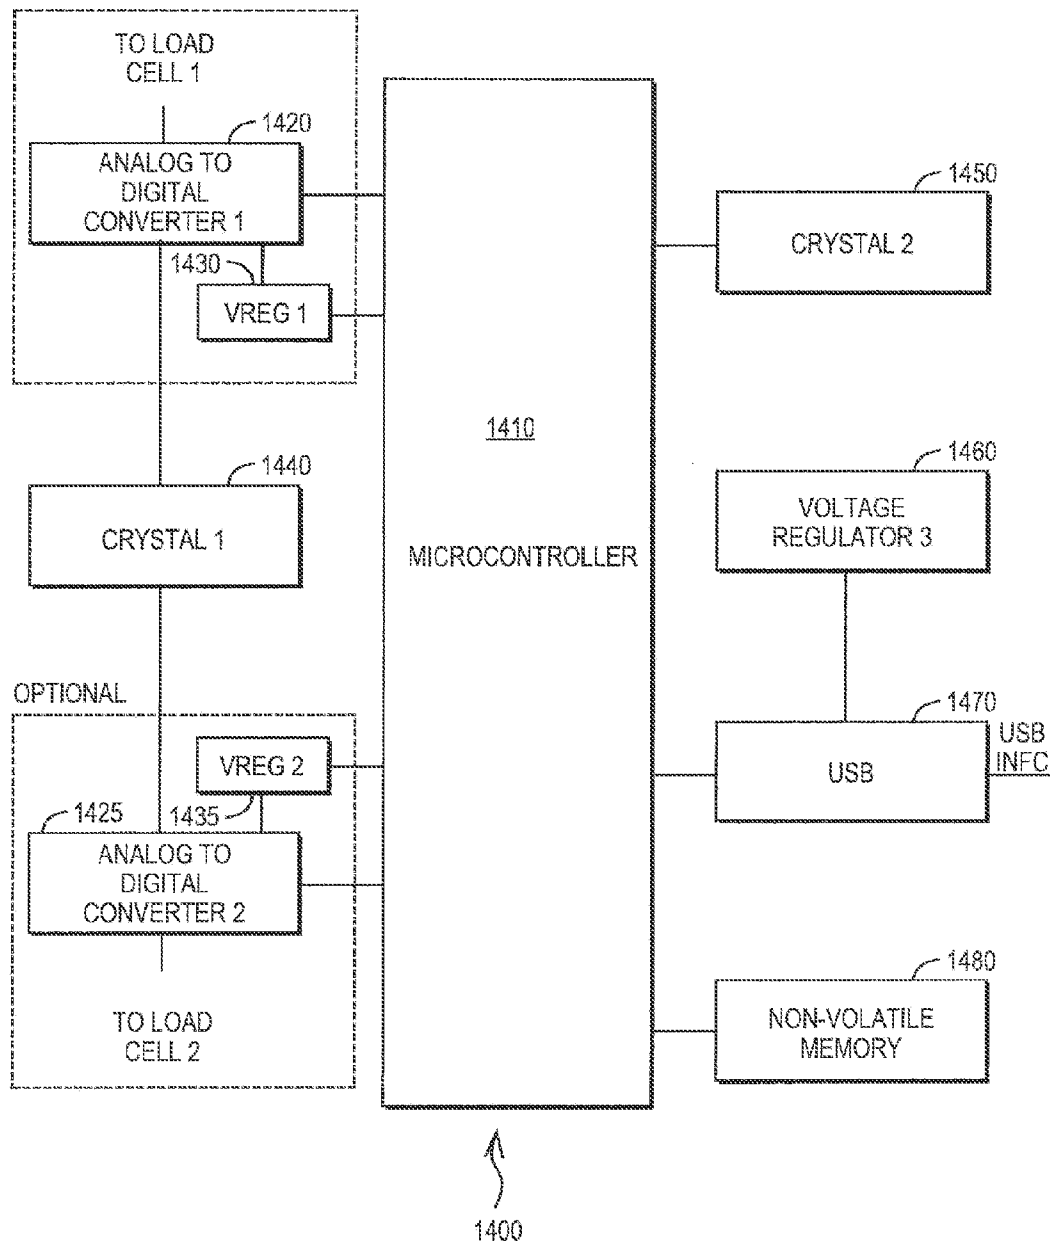 TO LOAD
CELL 1
1420
ANALOG TO
DIGITAL
CONVERTER 1
1430
VREG 1
1440
CRYSTAL 1
OPTIONAL
VREG 2
1435
1425
ANALOG TO
DIGITAL
CONVERTER 2
TO LOAD
CELL 2
1410
MICROCONTROLLER
1450
CRYSTAL 2
1460
VOLTAGE
REGULATOR 3
1470
USB
USB
INFC
1480
NON-VOLATILE
MEMORY
1400